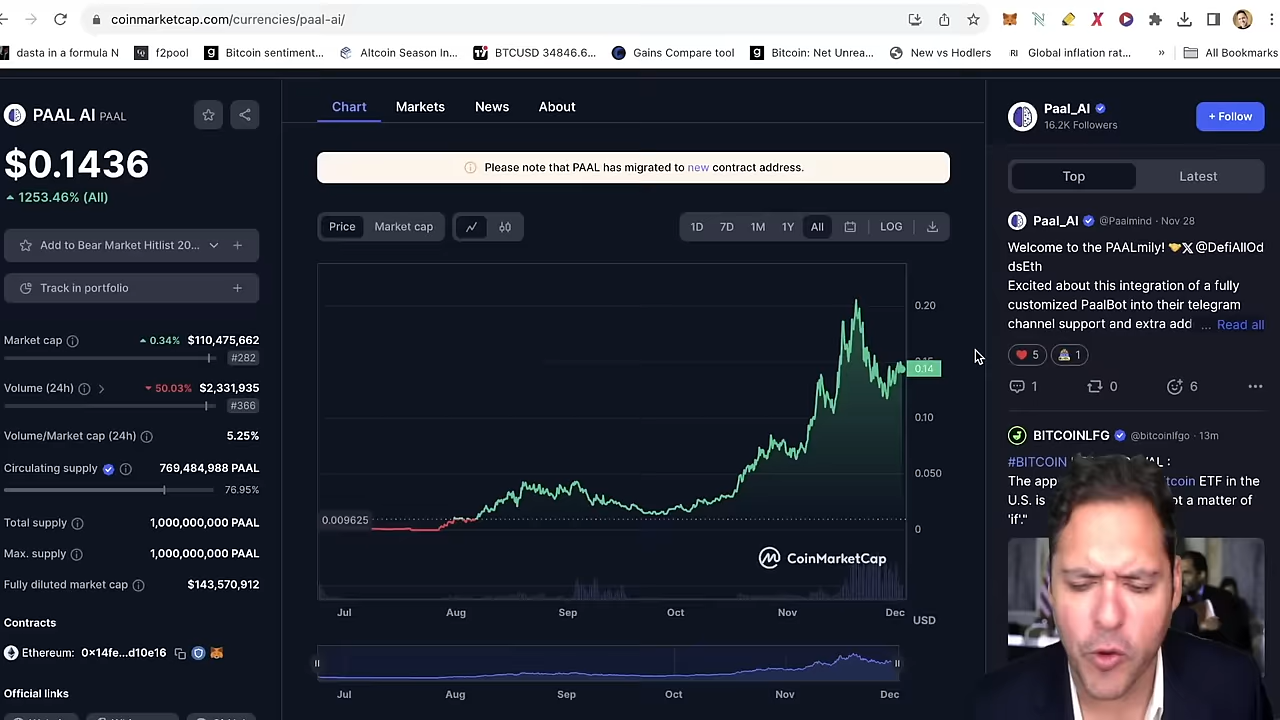 coinmarketcap.com/currencies/paal-ai/
dasta in a formula N
f2pool
Bitcoin sentiment...
Altcoin Season In...
BTCUSD 34846.6...
Gains Compare tool
Bitcoin: Net Unrea...
New vs Hodlers
RI Global inflation rat...
»
All Bookmarks
PAAL AI PAAL
$0.1436
1253.46% (All)
Add to Bear Market Hitlist 20...
Track in portfolio
Market cap 0.34% $110,475,662
#282
Volume (24h) 50.03% $2,331,935
#366
Volume/Market cap (24h) 5.25%
Circulating supply 769,484,988 PAAL
76.95%
Total supply 1,000,000,000 PAAL
Max. supply 1,000,000,000 PAAL
Fully diluted market cap $143,570,912
Contracts
Ethereum: 0x14fe...d10e16
Official links
Chart Markets News About
Please note that PAAL has migrated to new contract address.
Price Market cap
1D 7D 1M 1Y All LOG
0.20
0.14
0.10
0.050
0
0.009625
CoinMarketCap
Jul Aug Sep Oct Nov Dec
USD
Jul Aug Sep Oct Nov Dec
Paal_AI
16.2K Followers
+ Follow
Top Latest
Paal_AI @Paalmind · Nov 28
Welcome to the PAALmily! 🤝X@DefiAllOd
dsEth
Excited about this integration of a fully
customized PaalBot into their telegram
channel support and extra add ... Read all
5 1
1 0 6
BITCOINLFG @bitcoinlfgo · 13m
#BITCOIN VAL :
The app ETF in the
U.S. is ot a matter of
'if'."